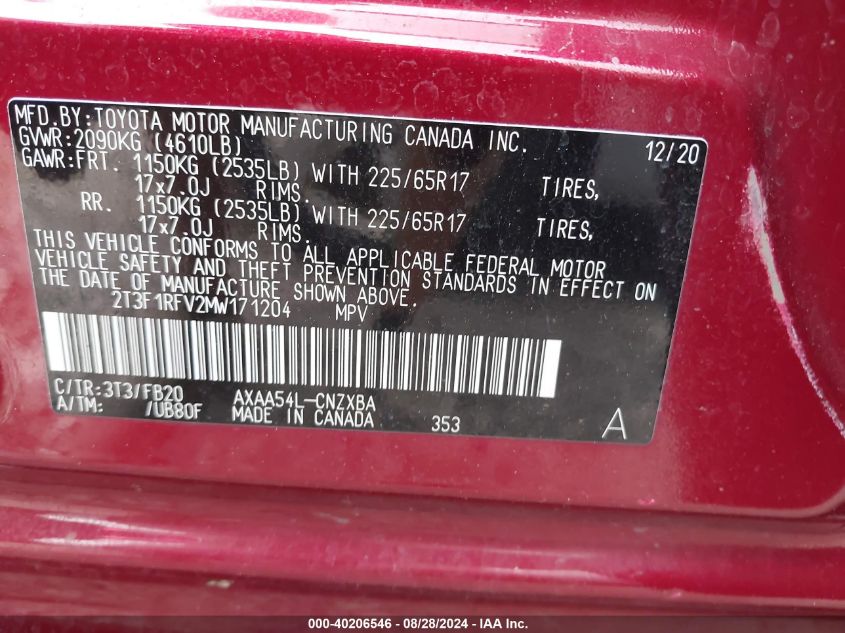 MFD.BY:TOYOTA MOTOR MANUFACTURING CANADA INC. 12/20
GVWR:2090KG (4610LB)
GAWR:FRT. 1150KG (2535LB) WITH 225/65R17 TIRES,
17x7.0J RIMS.
RR. 1150KG (2535LB) WITH 225/65R17 TIRES,
17x7.0J RIMS.
THIS VEHICLE CONFORMS TO ALL APPLICABLE FEDERAL MOTOR
VEHICLE SAFETY AND THEFT PREVENTION STANDARDS IN EFFECT ON
THE DATE OF MANUFACTURE SHOWN ABOVE.
2T3F1RFV2MW171204 MPV
C/TR:3T3/FB20 AXAA54L-CNZXBA
A/TM: /UB80F MADE IN CANADA 353 A
000-40206546 - 08/28/2024 - IAA Inc.